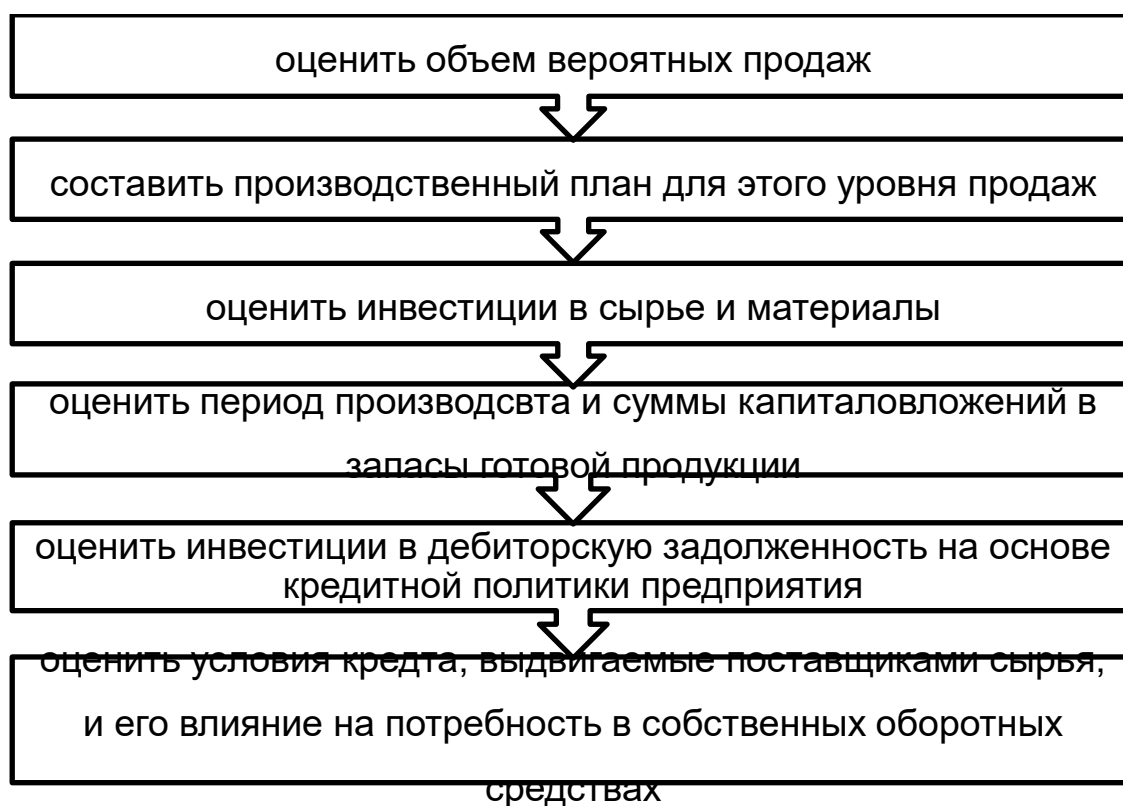 оценить объем вероятных продаж
составить производственный план для этого уровня продаж
оценить инвестиции в сырье и материалы
оценить период производсвта и суммы капиталовложений в
запасы готовой продукции
оценить инвестиции в дебиторскую задолженность на основе
кредитной политики предприятия
оценить условия кредта, выдвигаемые поставщиками сырья,
и его влияние на потребность в собственных оборотных
средствах